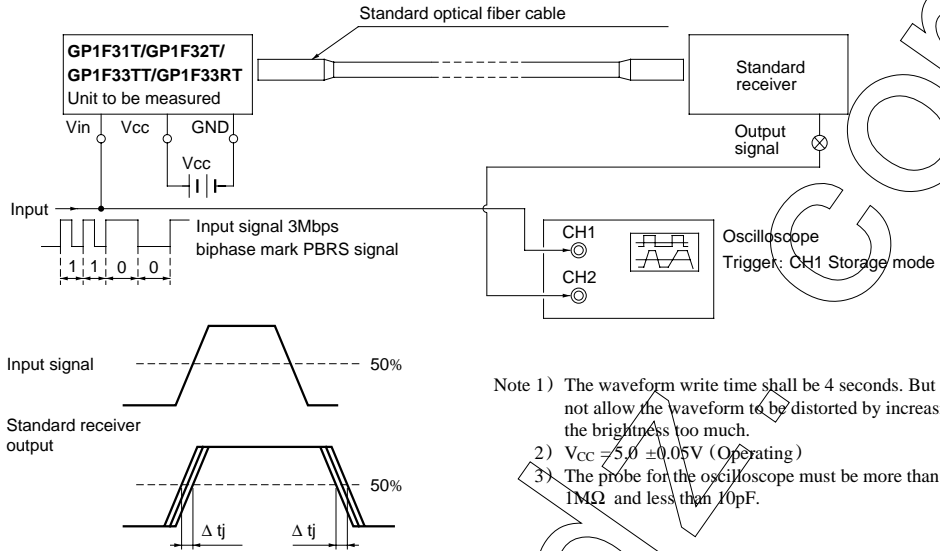 Standard optical fiber cable
GP1F31T/GP1F32T/
GP1F33TT/GP1F33RT
Unit to be measured
Vin Vcc GND
Vcc
Standard
receiver
Output
signal
Input
Input signal 3Mbps
biphase mark PBRS signal
1 1 0 0
CH1
CH2
Oscilloscope
Trigger: CH1 Storage mode
Input signal
50%
Standard receiver
output
50%
Δ tj Δ tj
Note 1) The waveform write time shall be 4 seconds. But
not allow the waveform to be distorted by increas
the brightness too much.
2) VCC = 5.0 ±0.05V (Operating)
3) The probe for the oscilloscope must be more than
1MΩ and less than 10pF.